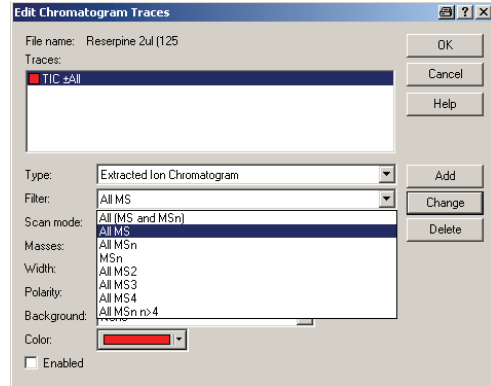 Edit Chromatogram Traces
File name: Reserpine 2ul (125
OK
Traces:
TIC ±All
Cancel
Help
Type: Extracted Ion Chromatogram
Add
Filter: All MS
Change
Scan mode: All (MS and MSn)
All MS
Delete
Masses: All MSn
MSn
Width: All MS2
All MS3
Polarity: All MS4
All MSn n>4
Background: None
Color:
Enabled